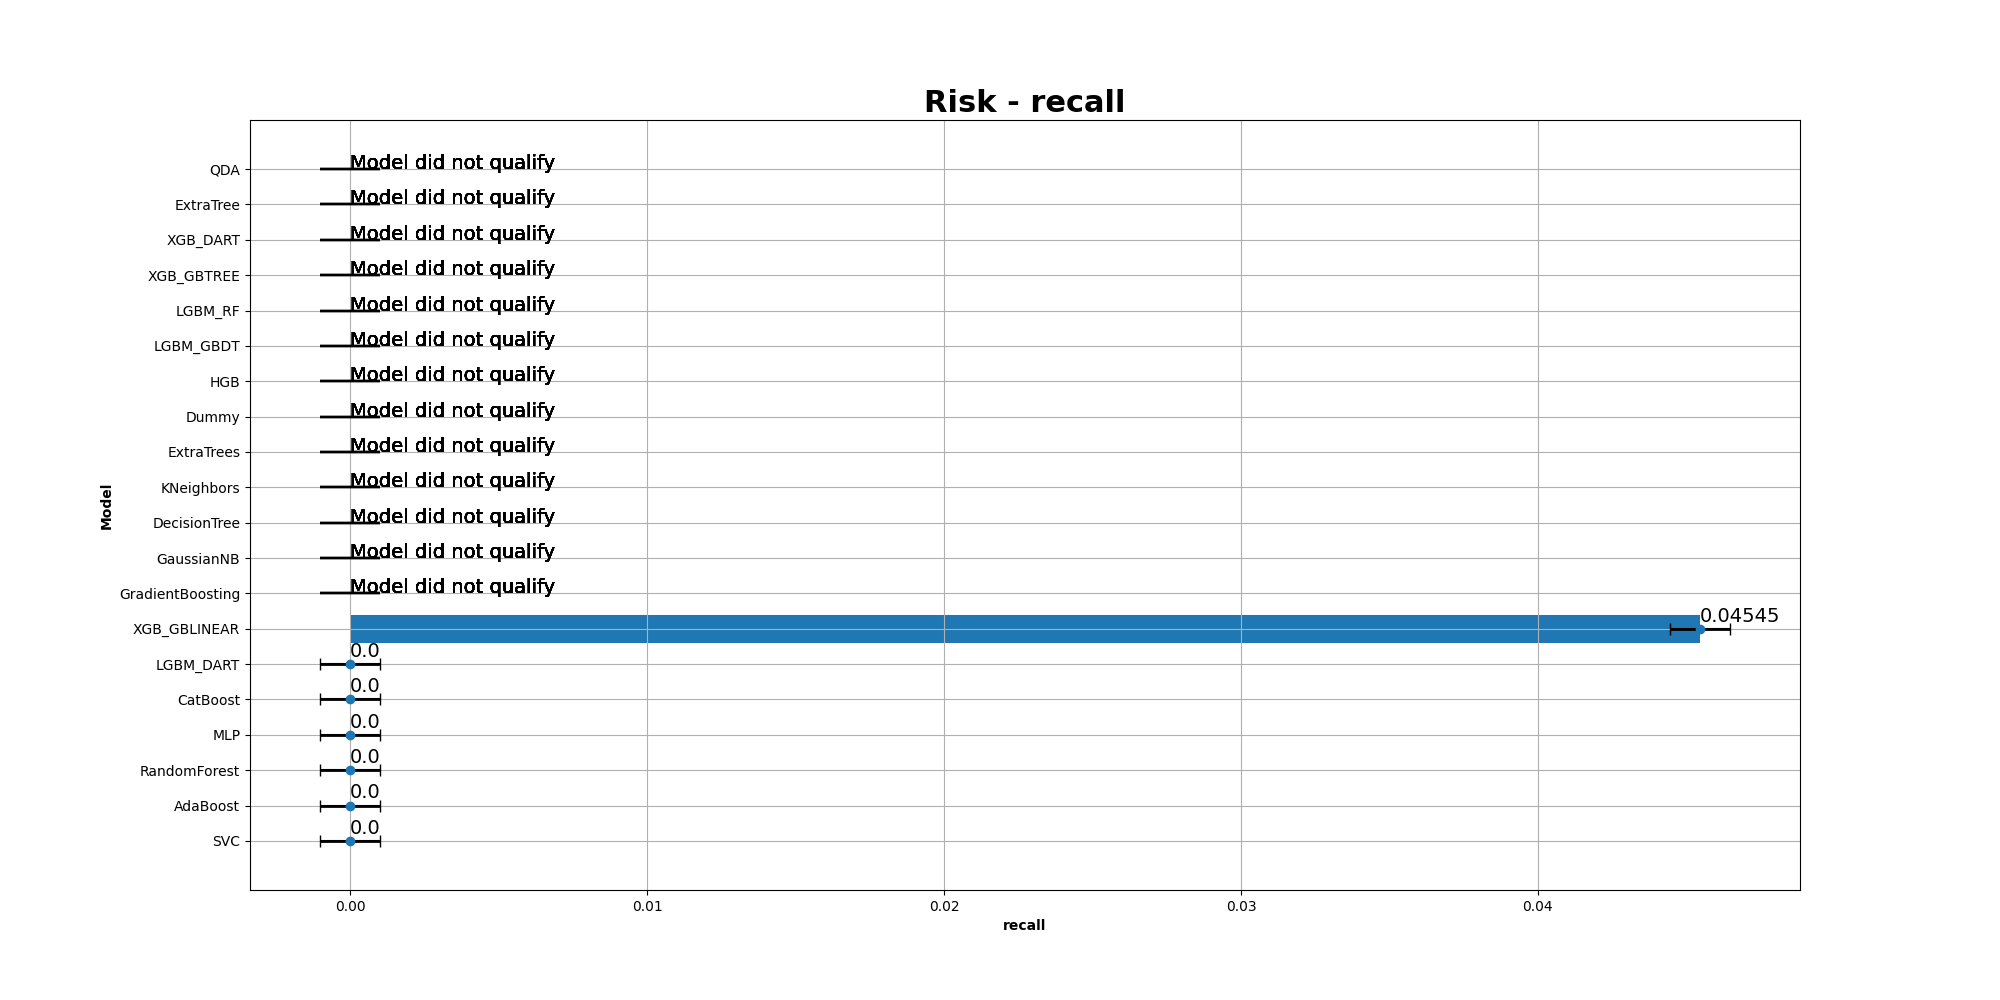 Risk - recall
QDA Model did not qualify
ExtraTree Model did not qualify
XGB_DART Model did not qualify
XGB_GBTREE Model did not qualify
LGBM_RF Model did not qualify
LGBM_GBDT Model did not qualify
HGB Model did not qualify
Dummy Model did not qualify
ExtraTrees Model did not qualify
KNeighbors Model did not qualify
DecisionTree Model did not qualify
GaussianNB Model did not qualify
GradientBoosting Model did not qualify
XGB_GBLINEAR 0.04545
LGBM_DART 0.0
CatBoost 0.0
MLP 0.0
RandomForest 0.0
AdaBoost 0.0
SVC 0.0
Model
0.00 0.01 0.02 0.03 0.04
recall